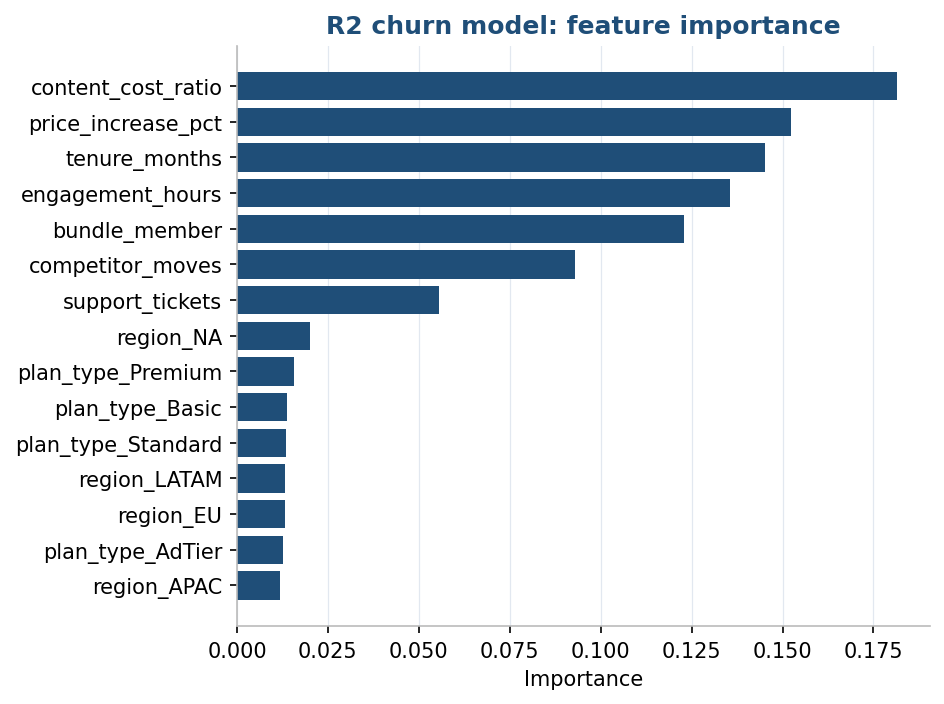 R2 churn model: feature importance
content_cost_ratio
price_increase_pct
tenure_months
engagement_hours
bundle_member
competitor_moves
support_tickets
region_NA
plan_type_Premium
plan_type_Basic
plan_type_Standard
region_LATAM
region_EU
plan_type_AdTier
region_APAC
0.000 0.025 0.050 0.075 0.100 0.125 0.150 0.175
Importance